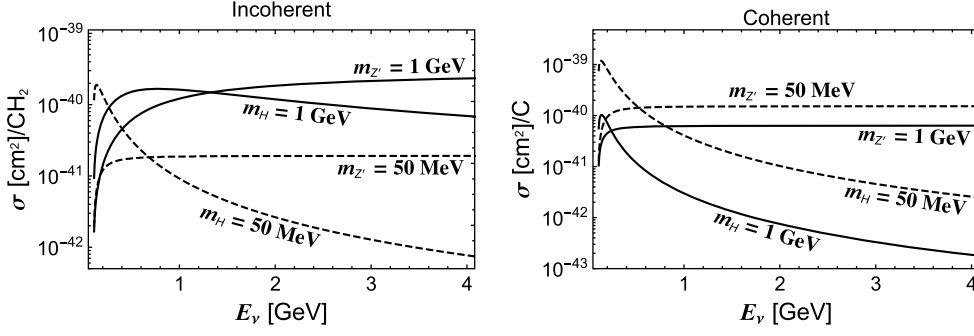 Incoherent
σ [cm²]/CH₂
10⁻³⁹
10⁻⁴⁰
10⁻⁴¹
10⁻⁴²
m_Z′ = 1 GeV
m_H = 1 GeV
m_Z′ = 50 MeV
m_H = 50 MeV
1 2 3 4
E_ν [GeV]
Coherent
σ [cm²]/C
10⁻³⁹
10⁻⁴⁰
10⁻⁴¹
10⁻⁴²
10⁻⁴³
m_Z′ = 50 MeV
m_Z′ = 1 GeV
m_H = 50 MeV
m_H = 1 GeV
1 2 3 4
E_ν [GeV]